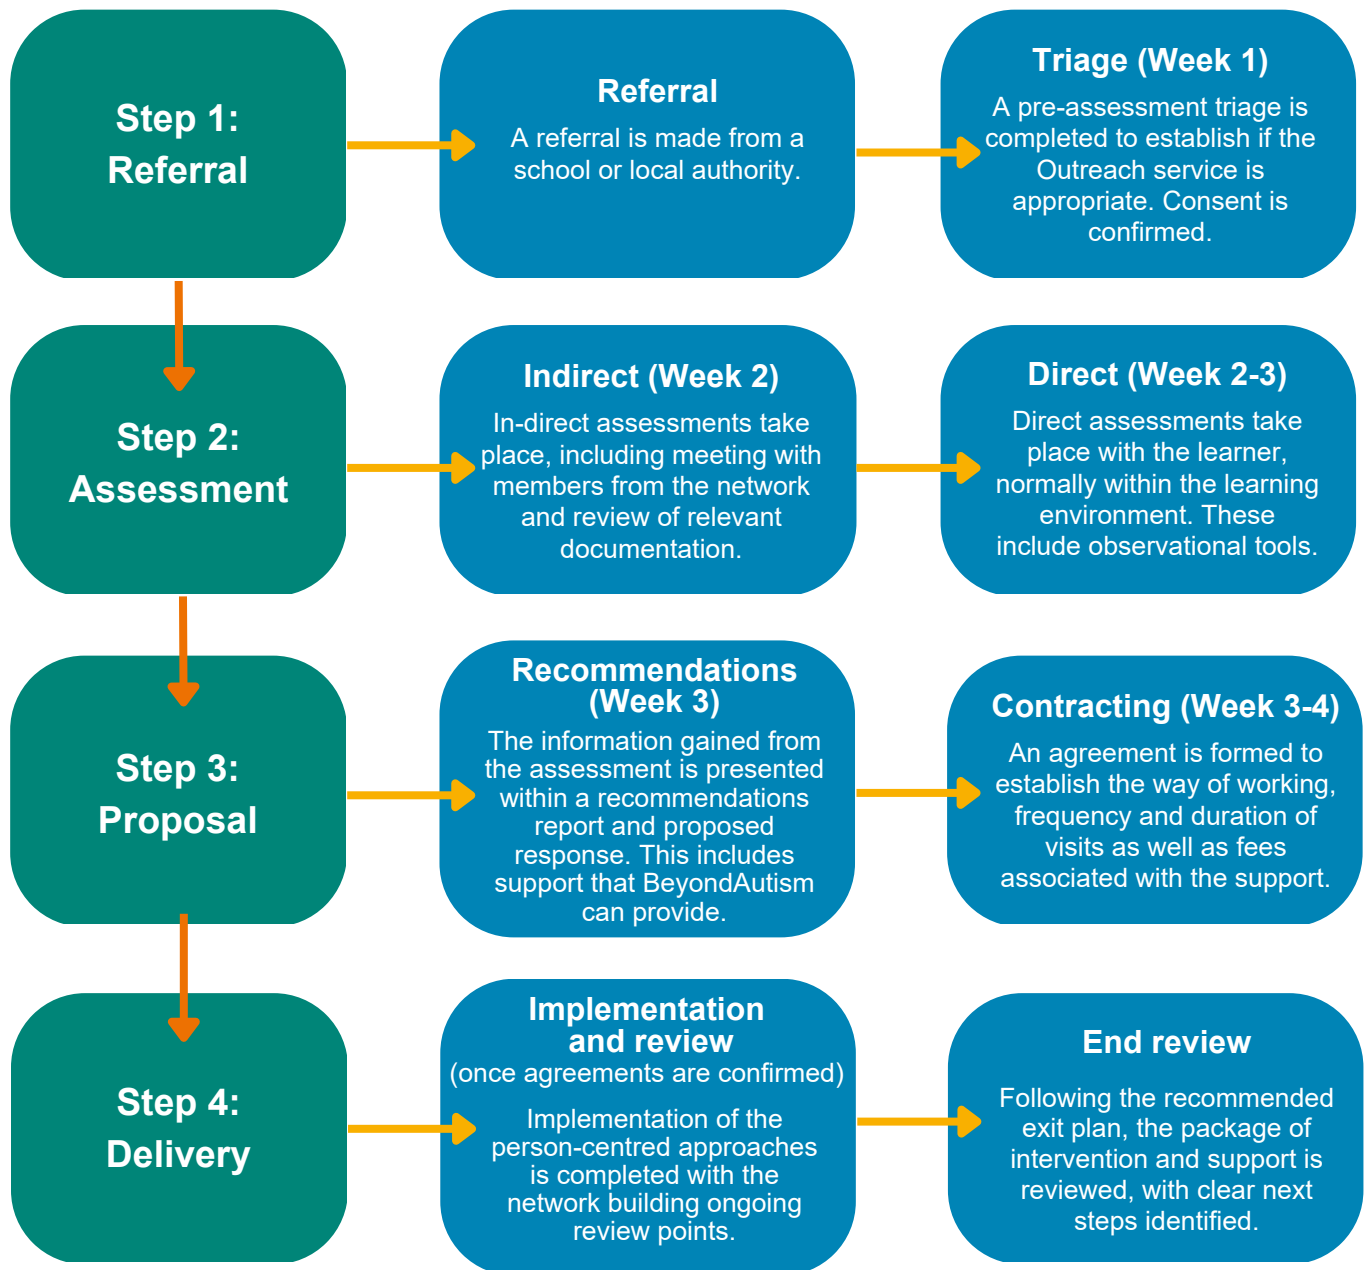 Step 1:
Referral
Referral
A referral is made from a
school or local authority.
Triage (Week 1)
A pre-assessment triage is
completed to establish if the
Outreach service is
appropriate. Consent is
confirmed.
Step 2:
Assessment
Indirect (Week 2)
In-direct assessments take
place, including meeting with
members from the network
and review of relevant
documentation.
Direct (Week 2-3)
Direct assessments take
place with the learner,
normally within the learning
environment. These
include observational tools.
Step 3:
Proposal
Recommendations
(Week 3)
The information gained from
the assessment is presented
within a recommendations
report and proposed
response. This includes
support that BeyondAutism
can provide.
Contracting (Week 3-4)
An agreement is formed to
establish the way of working,
frequency and duration of
visits as well as fees
associated with the support.
Step 4:
Delivery
Implementation
and review
(once agreements are confirmed)
Implementation of the
person-centred approaches
is completed with the
network building ongoing
review points.
End review
Following the recommended
exit plan, the package of
intervention and support is
reviewed, with clear next
steps identified.